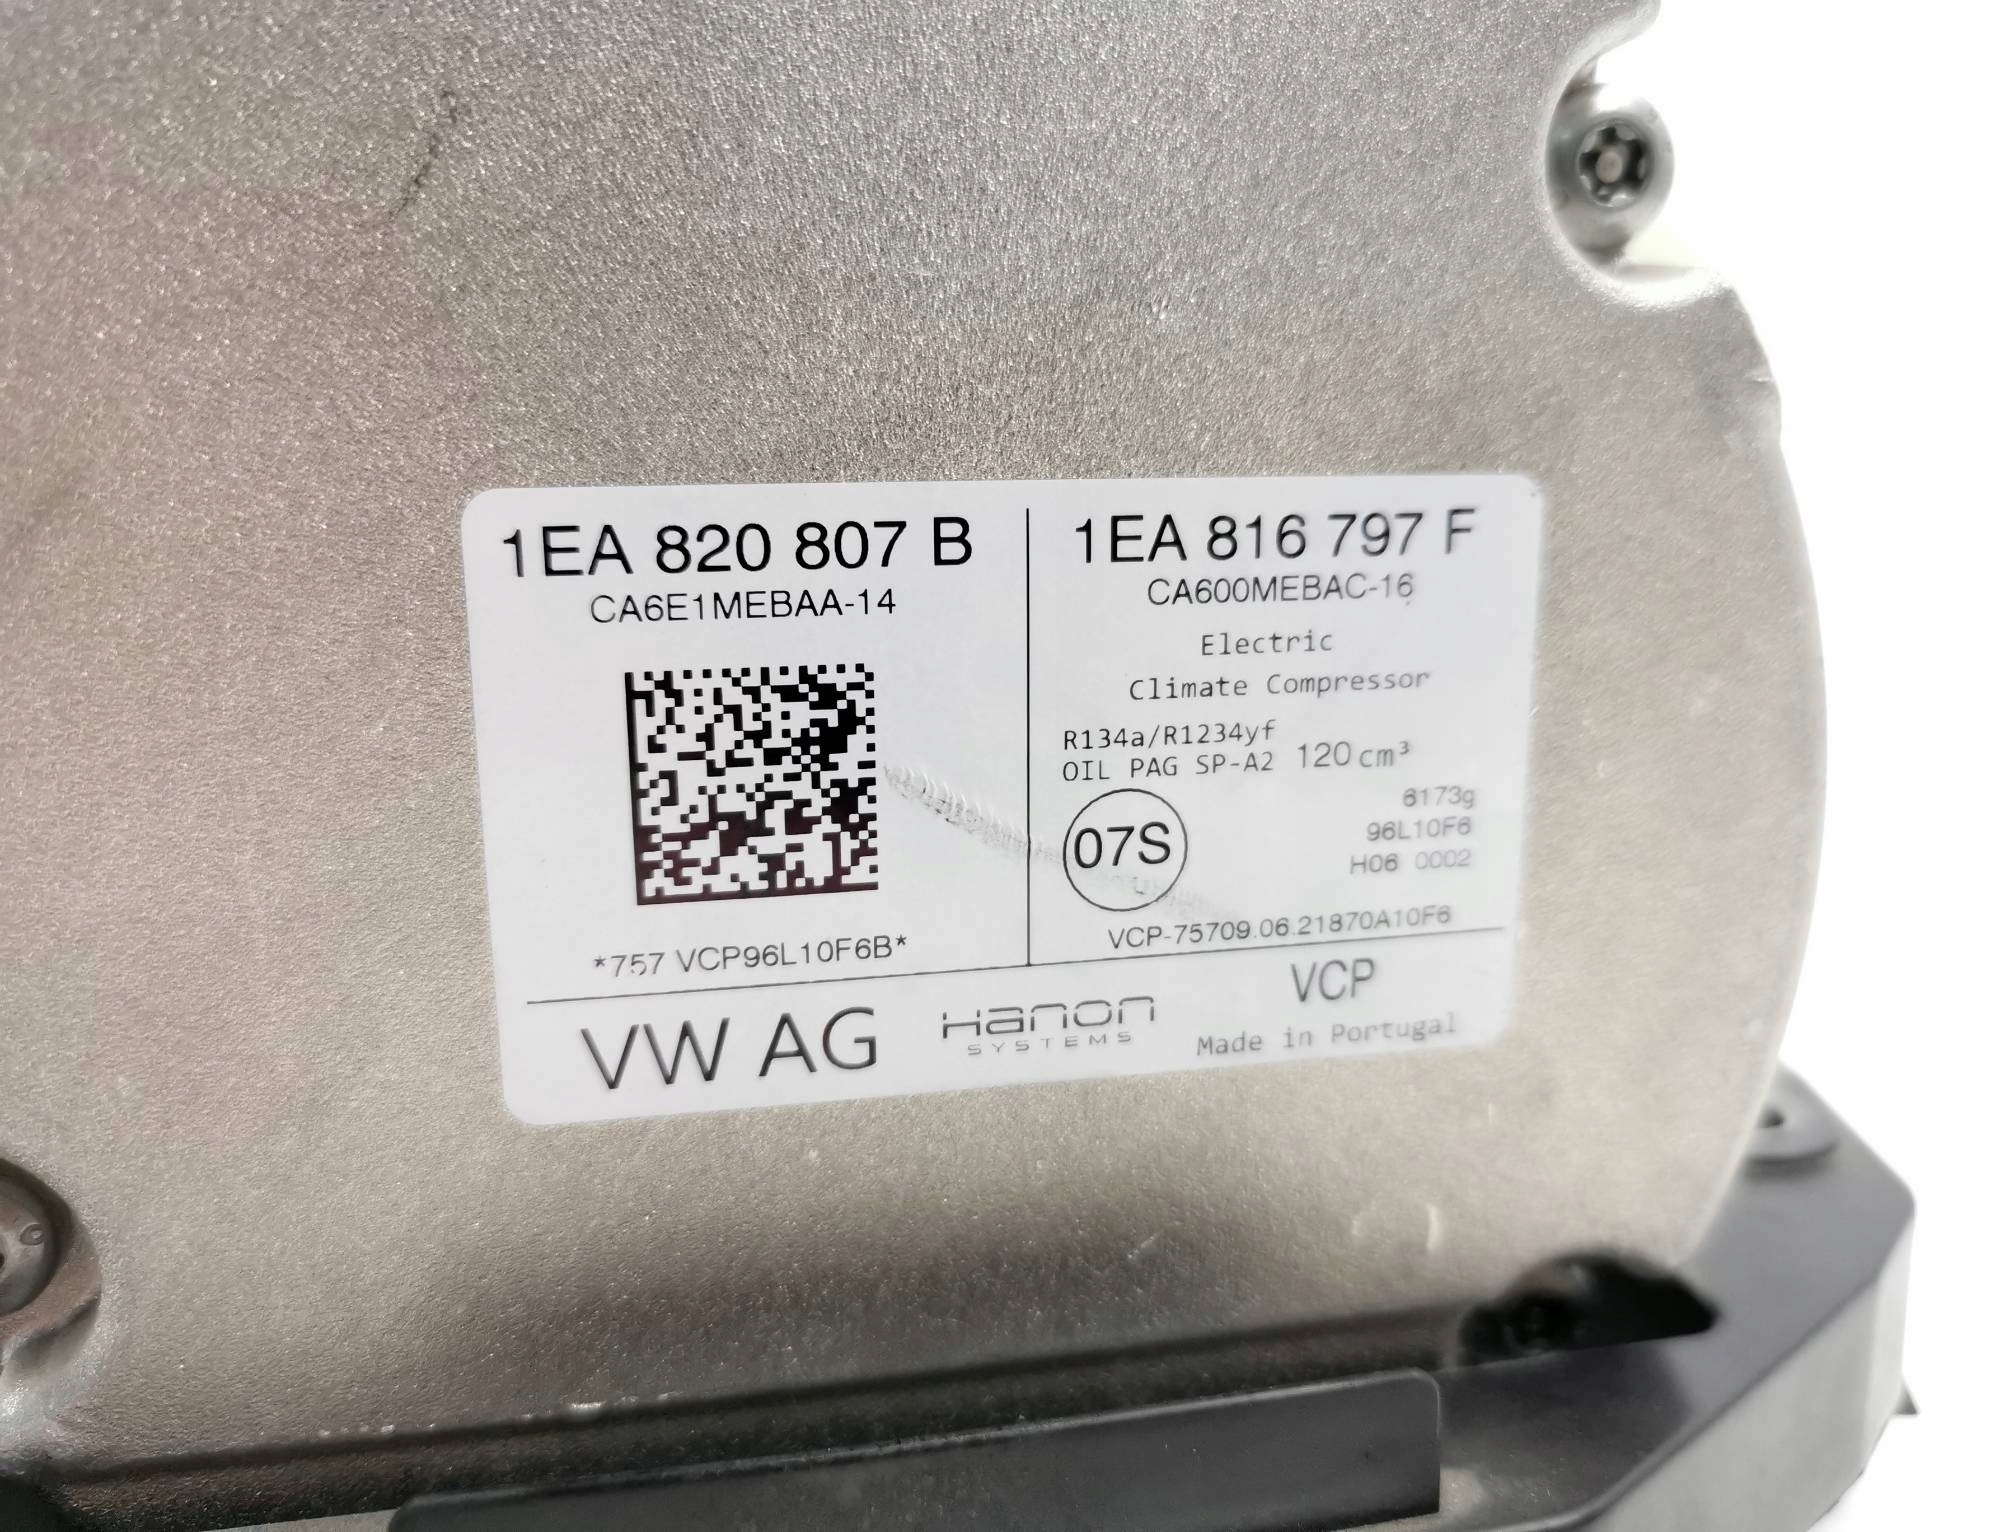 1EA 820 807 B
CA6E1MEBAA-14
*757 VCP96L10F6B*
1EA 816 797 F
CA600MEBAC-16
Electric
Climate Compressor
R134a/R1234yf
OIL PAG SP-A2 120 cm³
6173g
96L10F6
H06 0002
07S
VCP-75709.06.21870A10F6
VW AG
Hanon
SYSTEMS
VCP
Made in Portugal